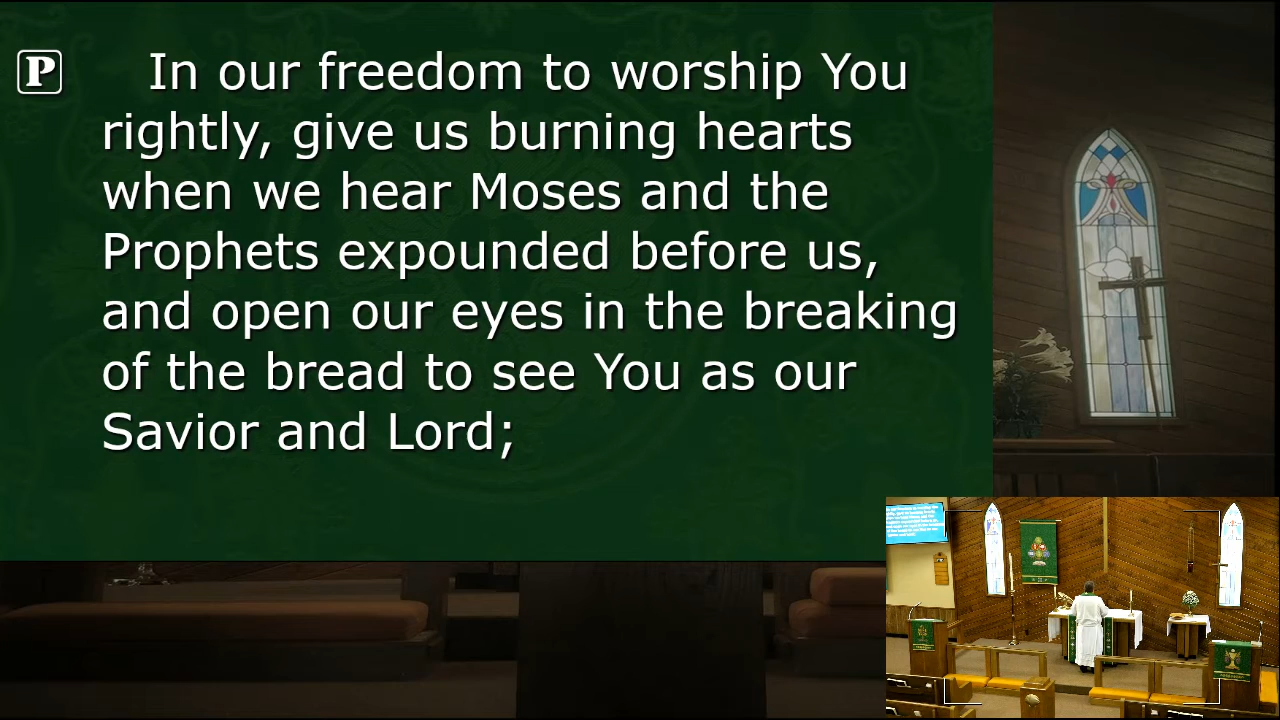 P In our freedom to worship You
rightly, give us burning hearts
when we hear Moses and the
Prophets expounded before us,
and open our eyes in the breaking
of the bread to see You as our
Savior and Lord;